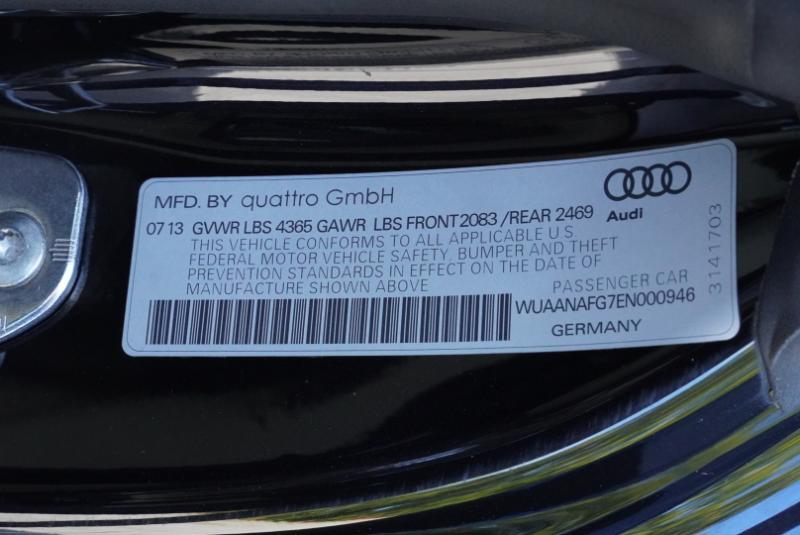 MFD. BY quattro GmbH
Audi
07 13 GVWR LBS 4365 GAWR LBS FRONT 2083 /REAR 2469
THIS VEHICLE CONFORMS TO ALL APPLICABLE U.S.
FEDERAL MOTOR VEHICLE SAFETY, BUMPER AND THEFT
PREVENTION STANDARDS IN EFFECT ON THE DATE OF
MANUFACTURE SHOWN ABOVE
PASSENGER CAR
WUAANAFG7EN000946
GERMANY
3141703